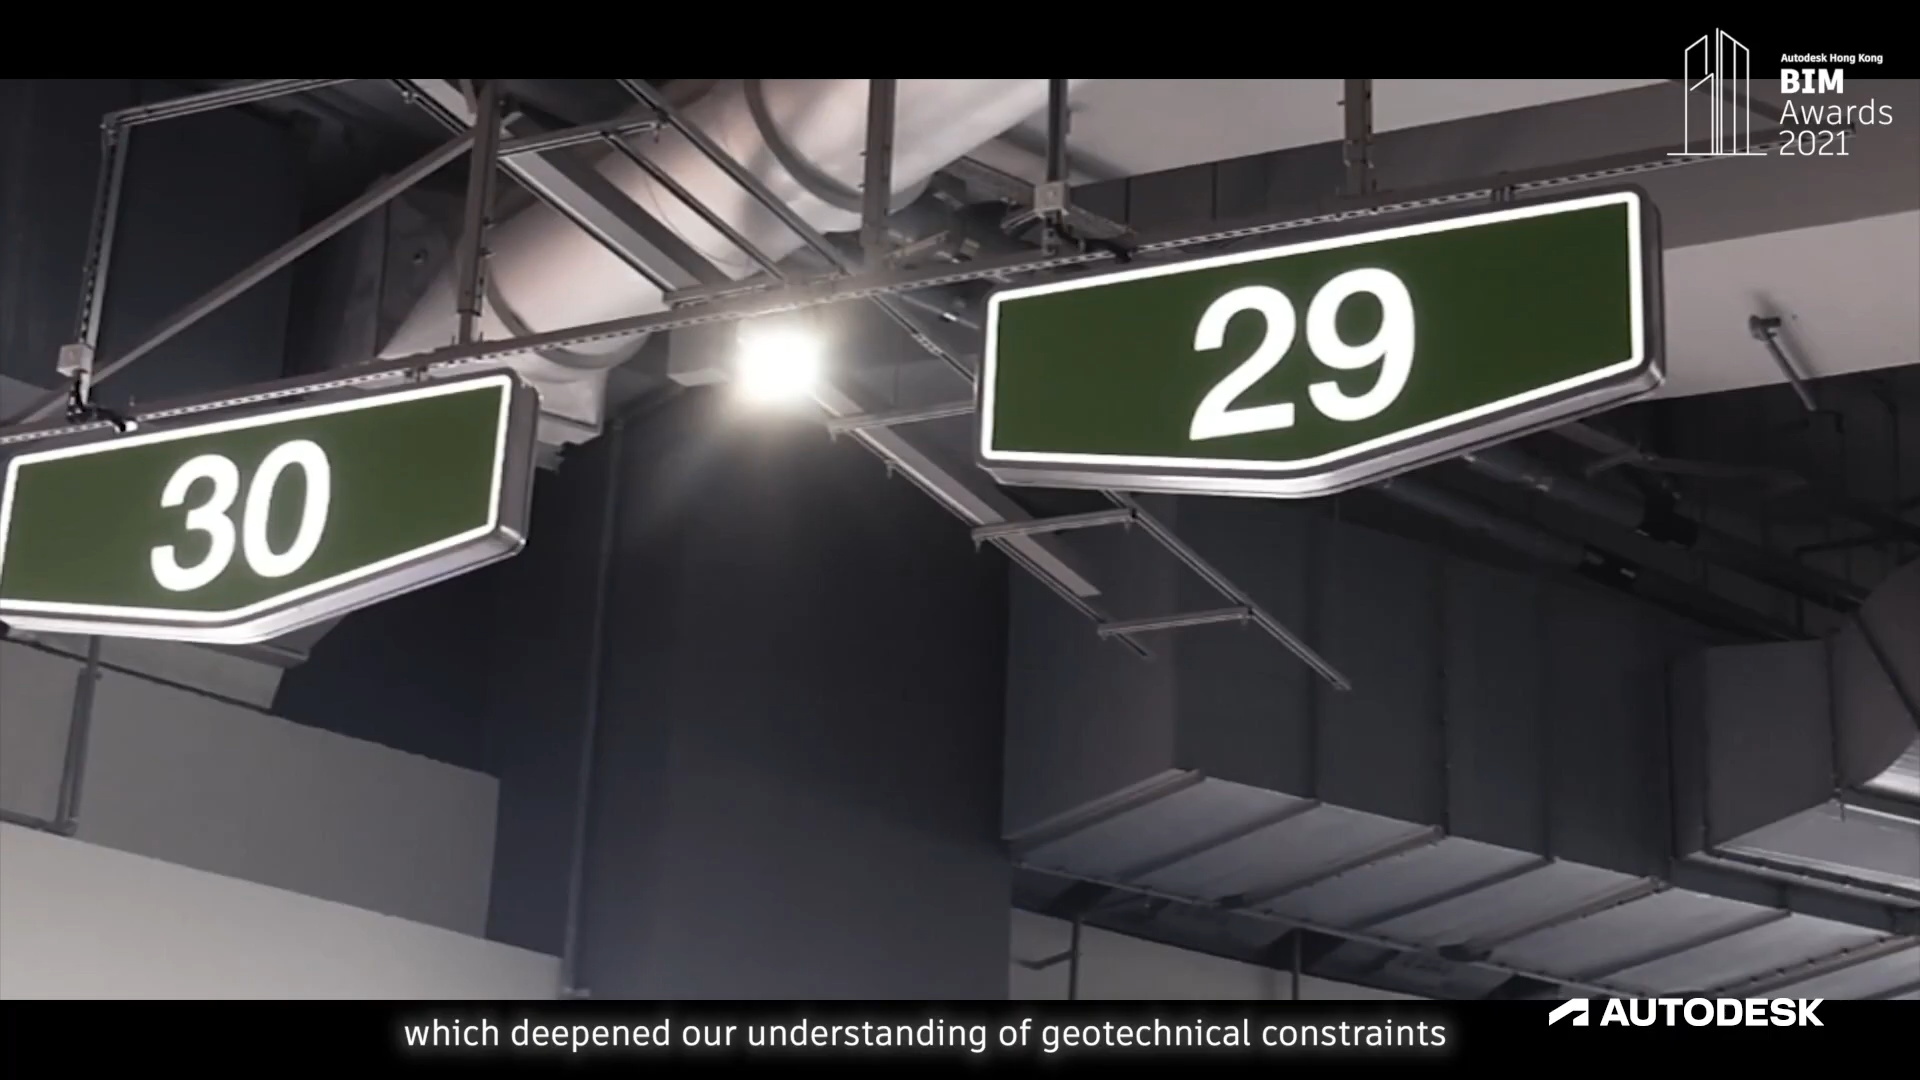 Autodesk Hong Kong
BIM
Awards
2021
29
30
which deepened our understanding of geotechnical constraints
AUTODESK